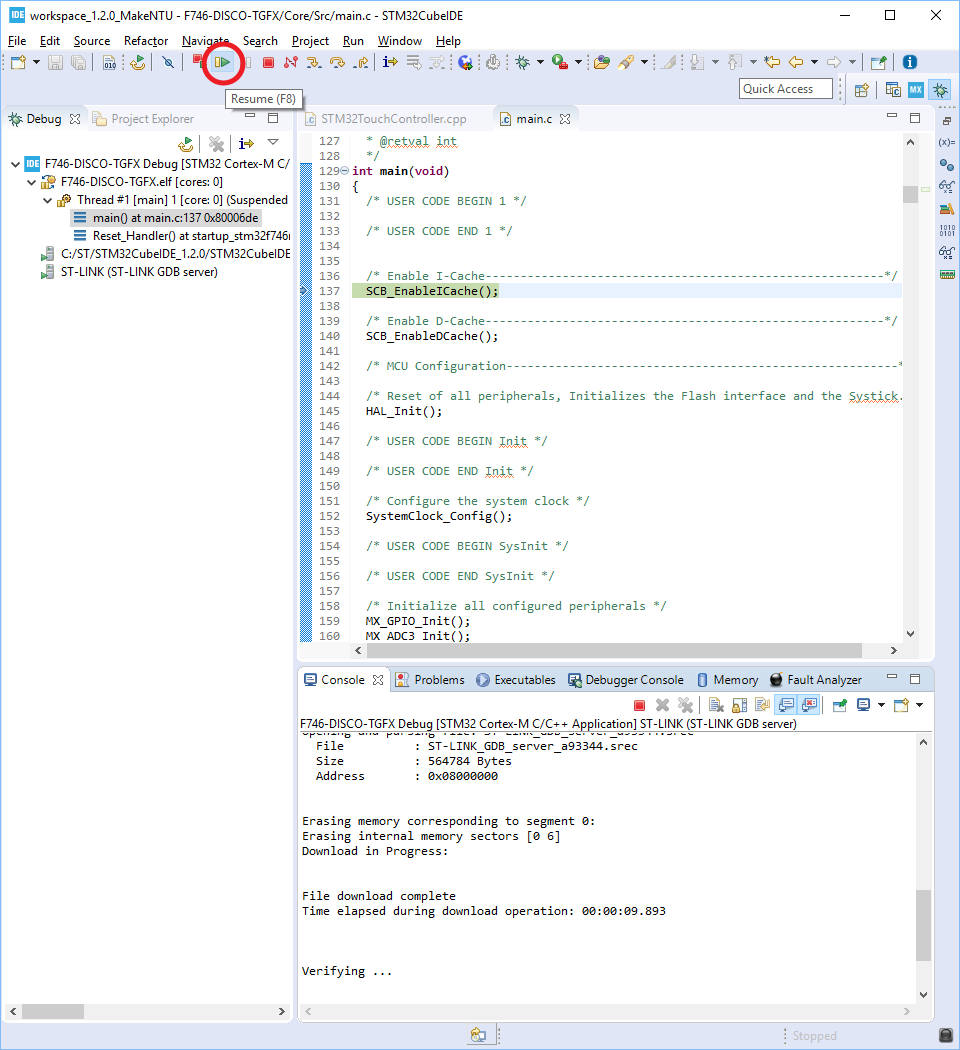 IDE workspace_1.2.0_MakeNTU - F746-DISCO-TGFX/Core/Src/main.c - STM32CubeIDE
File Edit Source Refactor Navigate Search Project Run Window Help
Resume (F8)
Quick Access
MX
Debug Project Explorer
STM32TouchController.cpp main.c
IDE F746-DISCO-TGFX Debug [STM32 Cortex-M C/
F746-DISCO-TGFX.elf [cores: 0]
Thread #1 [main] 1 [core: 0] (Suspended
main() at main.c:137 0x80006de
Reset_Handler() at startup_stm32f746
C:/ST/STM32CubeIDE_1.2.0/STM32CubeIDE
ST-LINK (ST-LINK GDB server)
127 * @retval int
128 */
129 int main(void)
130 {
131 /* USER CODE BEGIN 1 */
132
133 /* USER CODE END 1 */
134
135
136 /* Enable I-Cache---------------------------------------------------------*/
137 SCB_EnableICache();
138
139 /* Enable D-Cache---------------------------------------------------------*/
140 SCB_EnableDCache();
141
142 /* MCU Configuration--------------------------------------------------------*
143
144 /* Reset of all peripherals, Initializes the Flash interface and the Systick.
145 HAL_Init();
146
147 /* USER CODE BEGIN Init */
148
149 /* USER CODE END Init */
150
151 /* Configure the system clock */
152 SystemClock_Config();
153
154 /* USER CODE BEGIN SysInit */
155
156 /* USER CODE END SysInit */
157
158 /* Initialize all configured peripherals */
159 MX_GPIO_Init();
160 MX_ADC3_Init();
Console Problems Executables Debugger Console Memory Fault Analyzer
F746-DISCO-TGFX Debug [STM32 Cortex-M C/C++ Application] ST-LINK (ST-LINK GDB server)
Opening and parsing file: ST-LINK_GDB_server_a93344.srec
File : ST-LINK_GDB_server_a93344.srec
Size : 564784 Bytes
Address : 0x08000000
Erasing memory corresponding to segment 0:
Erasing internal memory sectors [0 6]
Download in Progress:
File download complete
Time elapsed during download operation: 00:00:09.893
Verifying ...
Stopped